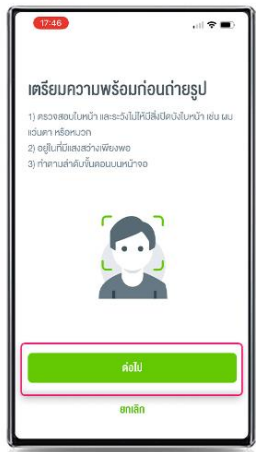 17:46
เตรียมความพร้อมก่อนถ่ายรูป
1) ตรวจสอบใบหน้า และระวังไม่ให้มีสิ่งปิดบังใบหน้า เช่น ผม
แว่นตา หรือหมวก
2) อยู่ในที่มีแสงสว่างเพียงพอ
3) ทำตามลำดับขั้นตอนบนหน้าจอ
ต่อไป
ยกเลิก